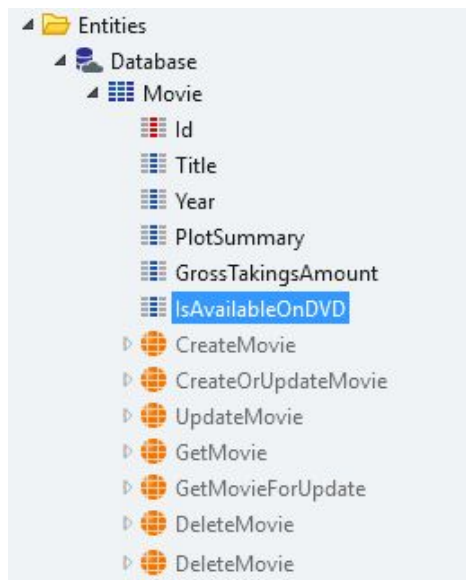 Entities
Database
Movie
Id
Title
Year
PlotSummary
GrossTakingsAmount
IsAvailableOnDVD
CreateMovie
CreateOrUpdateMovie
UpdateMovie
GetMovie
GetMovieForUpdate
DeleteMovie
DeleteMovie